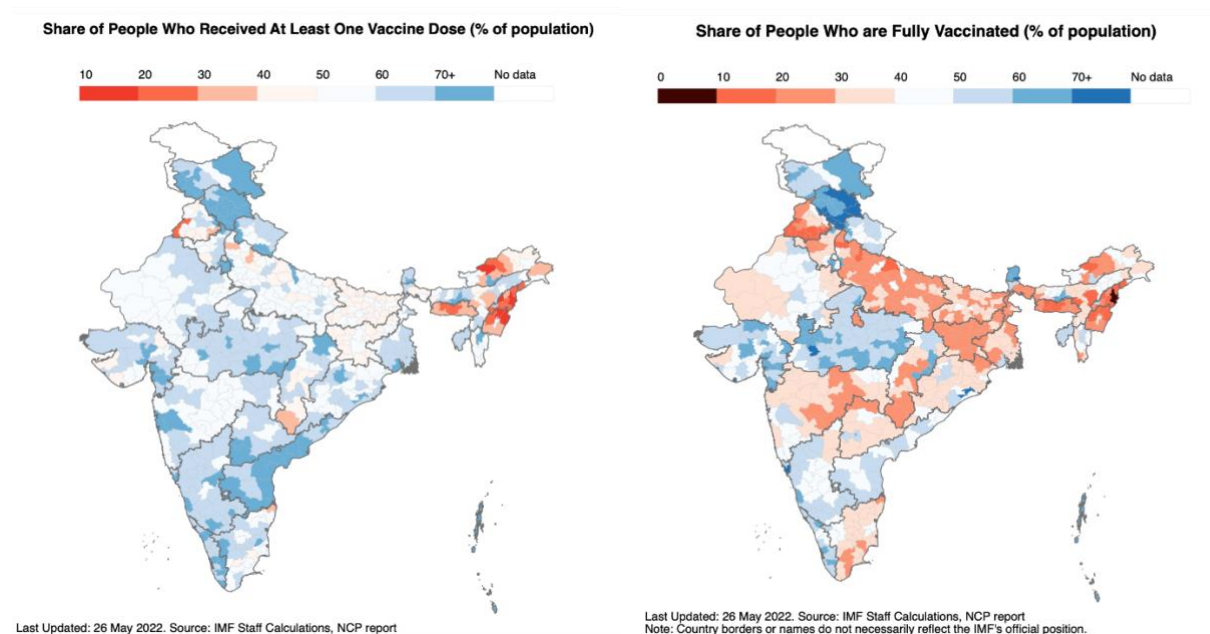 Share of People Who Received At Least One Vaccine Dose (% of population)
10 20 30 40 50 60 70+ No data
Last Updated: 26 May 2022. Source: IMF Staff Calculations, NCP report
Share of People Who are Fully Vaccinated (% of population)
0 10 20 30 40 50 60 70+ No data
Last Updated: 26 May 2022. Source: IMF Staff Calculations, NCP report
Note: Country borders or names do not necessarily reflect the IMF's official position.